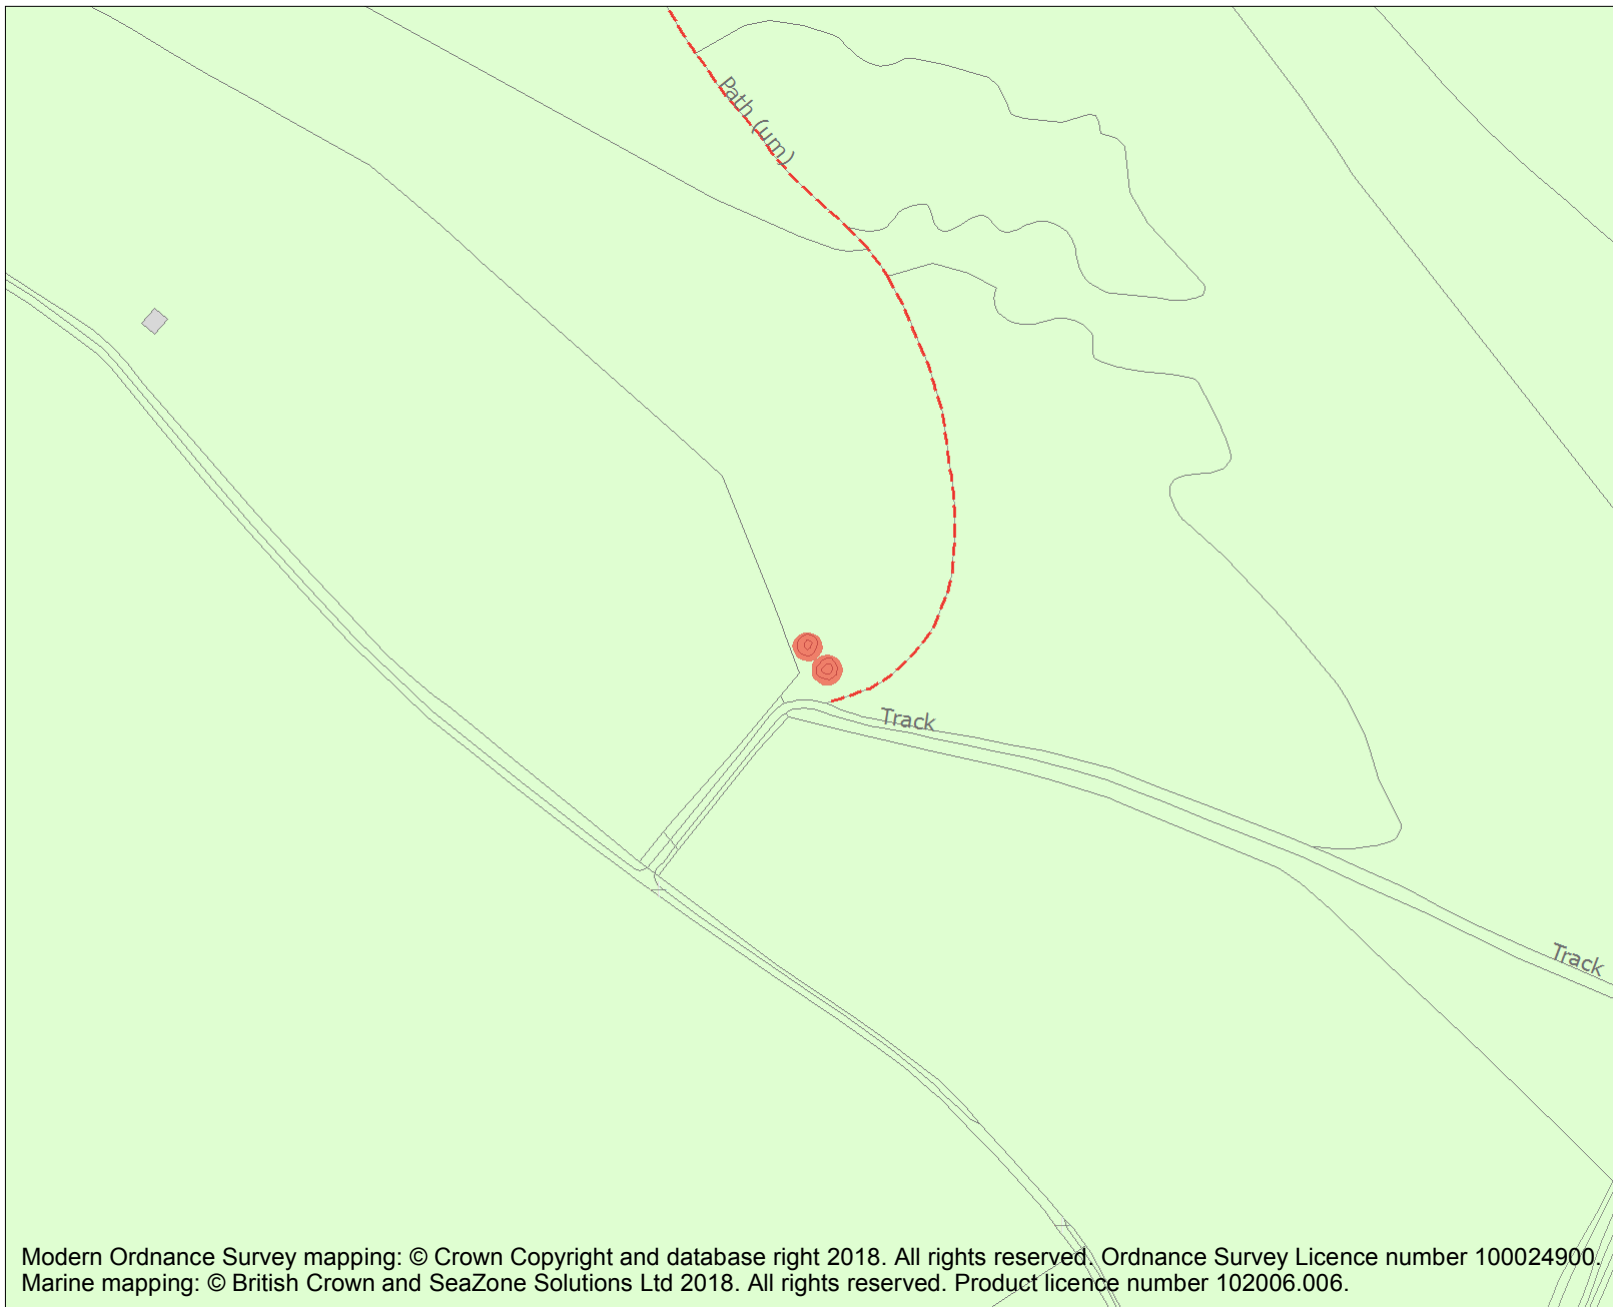 Path (um)
Track
Track
Modern Ordnance Survey mapping: © Crown Copyright and database right 2018. All rights reserved. Ordnance Survey Licence number 100024900.
Marine mapping: © British Crown and SeaZone Solutions Ltd 2018. All rights reserved. Product licence number 102006.006.